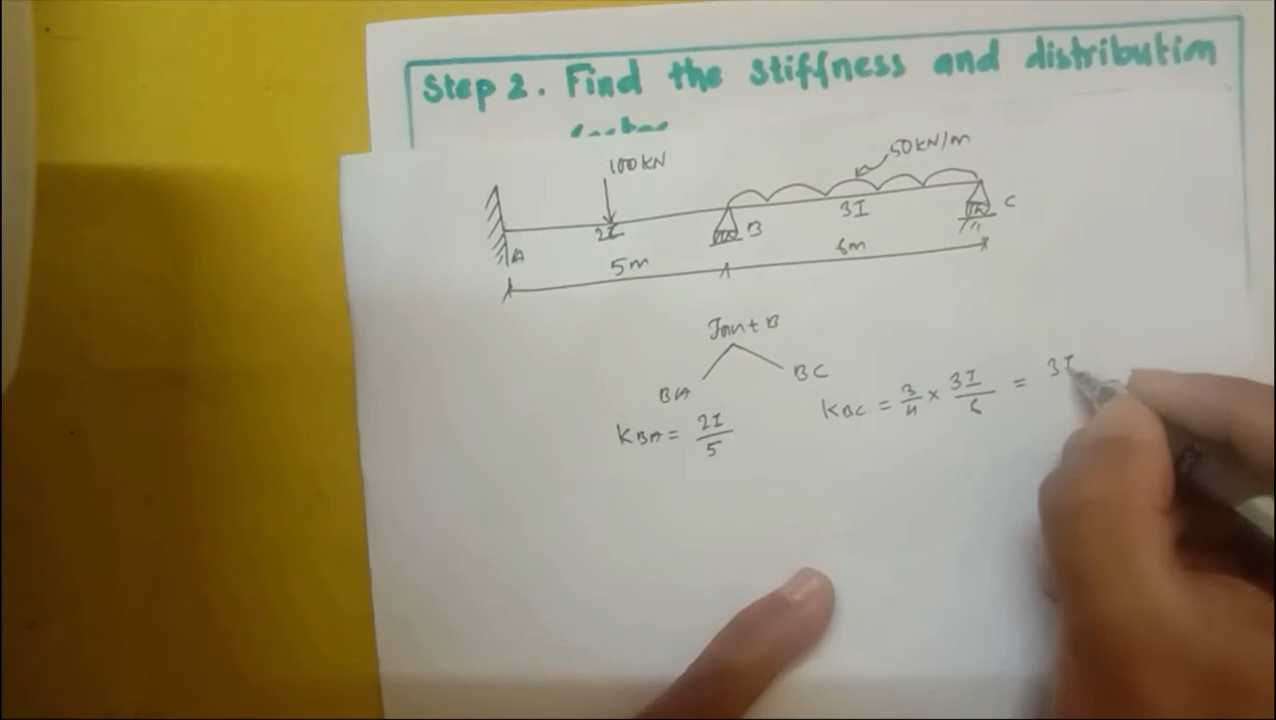 Step 2. Find the stiffness and distribution
100 KN
50 KN/m
2I
B
3I
C
A
5m
6m
Joint B
BA
BC
KBA = 2I/5
KBC = 3/4 × 3I/6 = 3I